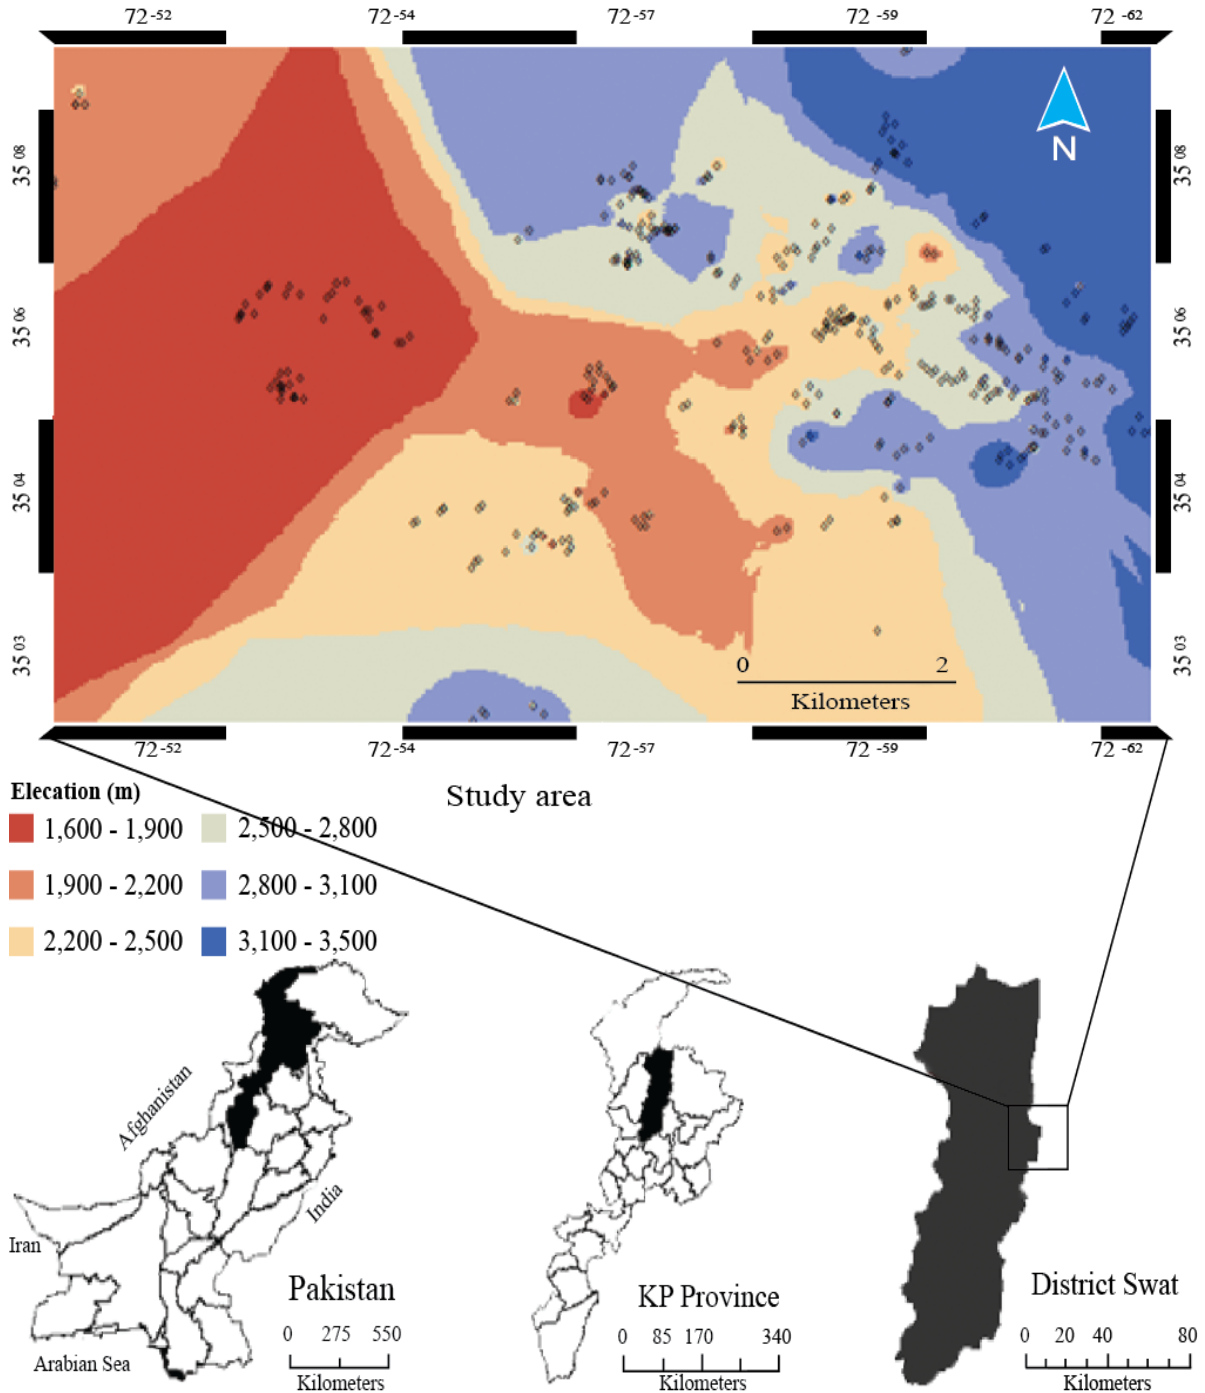 72 -52 72 -54 72 -57 72 -59 72 -62
35 08
35 06
35 04
35 03
N
35 08
35 06
35 04
35 03
0 2
Kilometers
72 -52 72 -54 72 -57 72 -59 72 -62
Study area
Elecation (m)
1,600 - 1,900 2,500 - 2,800
1,900 - 2,200 2,800 - 3,100
2,200 - 2,500 3,100 - 3,500
Afghanistan
India
Iran
Arabian Sea
Pakistan
0 275 550
Kilometers
KP Province
0 85 170 340
Kilometers
District Swat
0 20 40 80
Kilometers